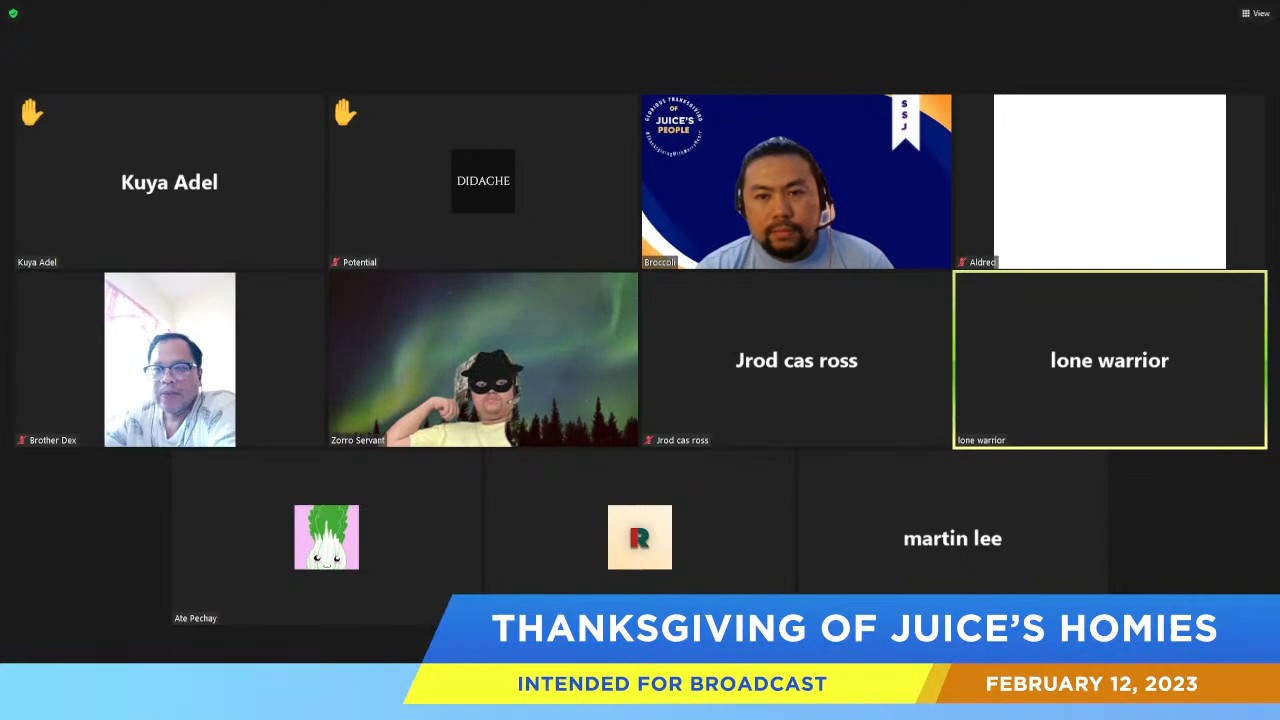 View
Kuya Adel
Kuya Adel
DIDACHE
Potential
GLORIOUS THANKSGIVING
OF
JUICE'S
PEOPLE
SSJ
Broccoli
Aldred
Brother Dex
Zorro Servant
Jrod cas ross
Jrod cas ross
lone warrior
lone warrior
Ate Pechay
R
martin lee
THANKSGIVING OF JUICE’S HOMIES
INTENDED FOR BROADCAST
FEBRUARY 12, 2023